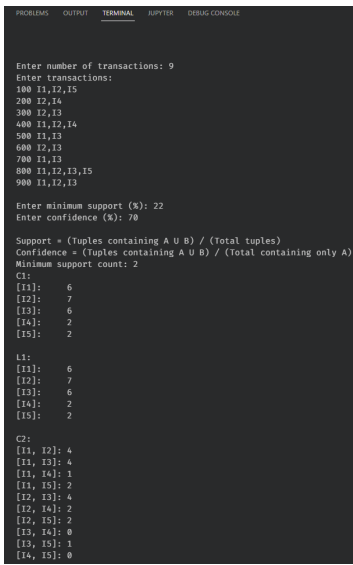 PROBLEMS OUTPUT TERMINAL JUPYTER DEBUG CONSOLE
Enter number of transactions: 9
Enter transactions:
100 I1,I2,I5
200 I2,I4
300 I2,I3
400 I1,I2,I4
500 I1,I3
600 I2,I3
700 I1,I3
800 I1,I2,I3,I5
900 I1,I2,I3
Enter minimum support (%): 22
Enter confidence (%): 70
Support = (Tuples containing A U B) / (Total tuples)
Confidence = (Tuples containing A U B) / (Total containing only A)
Minimum support count: 2
C1:
[I1]: 6
[I2]: 7
[I3]: 6
[I4]: 2
[I5]: 2
L1:
[I1]: 6
[I2]: 7
[I3]: 6
[I4]: 2
[I5]: 2
C2:
[I1, I2]: 4
[I1, I3]: 4
[I1, I4]: 1
[I1, I5]: 2
[I2, I3]: 4
[I2, I4]: 2
[I2, I5]: 2
[I3, I4]: 0
[I3, I5]: 1
[I4, I5]: 0